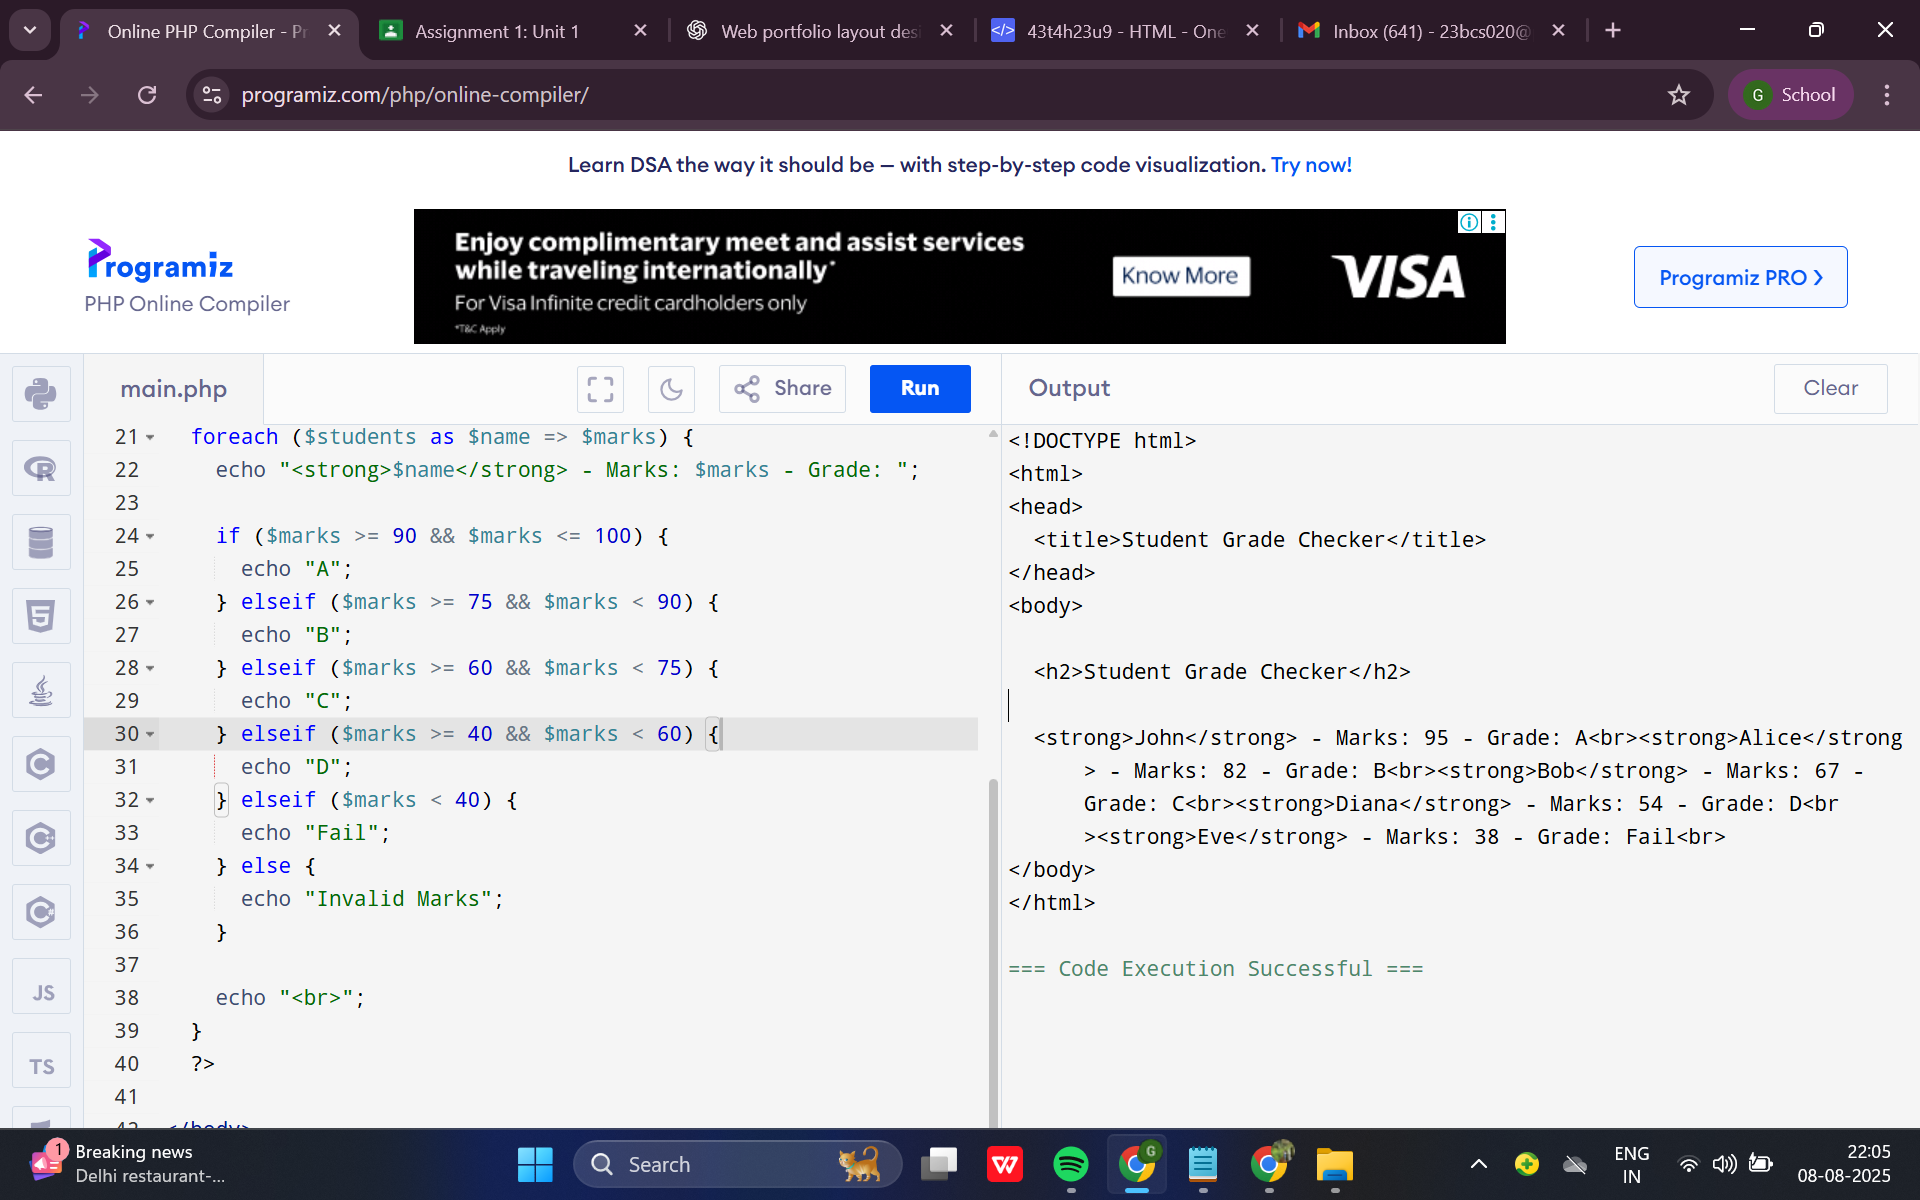 Online PHP Compiler - Pr
Assignment 1: Unit 1
Web portfolio layout desi
43t4h23u9 - HTML - One
Inbox (641) - 23bcs020@
programiz.com/php/online-compiler/
G School
Learn DSA the way it should be — with step-by-step code visualization. Try now!
Programiz
PHP Online Compiler
Enjoy complimentary meet and assist services
while traveling internationally*
For Visa Infinite credit cardholders only
*T&C Apply
Know More
VISA
Programiz PRO >
main.php
Share
Run
Output
Clear
21 foreach ($students as $name => $marks) {
22 echo "<strong>$name</strong> - Marks: $marks - Grade: ";
23
24 if ($marks >= 90 && $marks <= 100) {
25 echo "A";
26 } elseif ($marks >= 75 && $marks < 90) {
27 echo "B";
28 } elseif ($marks >= 60 && $marks < 75) {
29 echo "C";
30 } elseif ($marks >= 40 && $marks < 60) {
31 echo "D";
32 } elseif ($marks < 40) {
33 echo "Fail";
34 } else {
35 echo "Invalid Marks";
36 }
37
38 echo "<br>";
39 }
40 ?>
41
42 </body>
<!DOCTYPE html>
<html>
<head>
<title>Student Grade Checker</title>
</head>
<body>
<h2>Student Grade Checker</h2>
<strong>John</strong> - Marks: 95 - Grade: A<br><strong>Alice</strong
> - Marks: 82 - Grade: B<br><strong>Bob</strong> - Marks: 67 -
Grade: C<br><strong>Diana</strong> - Marks: 54 - Grade: D<br
><strong>Eve</strong> - Marks: 38 - Grade: Fail<br>
</body>
</html>
=== Code Execution Successful ===
JS
TS
1
Breaking news
Delhi restaurant-...
Search
G
ENG
IN
22:05
08-08-2025